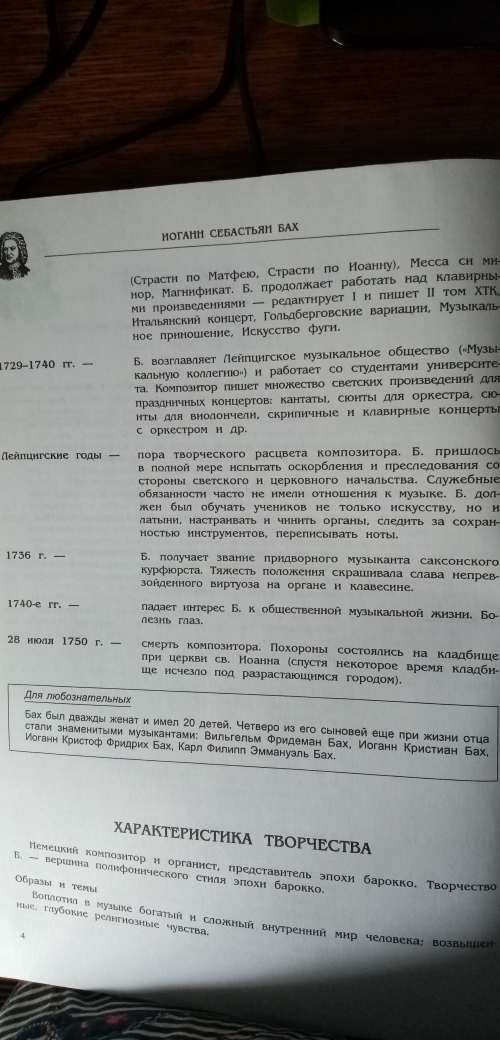 ИОГАНН СЕБАСТЬЯН БАХ
(Страсти по Матфею, Страсти по Иоанну), Месса си ми-
нор, Магнификат. Б. продолжает работать над клавирны-
ми произведениями — редактирует I и пишет II том ХТК,
Итальянский концерт, Гольдберговские вариации, Музыкаль-
ное приношение, Искусство фуги.
1729–1740 гг. — Б. возглавляет Лейпцигское музыкальное общество («Музы-
кальную коллегию») и работает со студентами университе-
та. Композитор пишет множество светских произведений для
праздничных концертов: кантаты, сюиты для оркестра, сю-
иты для виолончели, скрипичные и клавирные концерты
с оркестром и др.
Лейпцигские годы — пора творческого расцвета композитора. Б. пришлось
в полной мере испытать оскорбления и преследования со
стороны светского и церковного начальства. Служебные
обязанности часто не имели отношения к музыке. Б. дол-
жен был обучать учеников не только искусству, но и
латыни, настраивать и чинить органы, следить за сохран-
ностью инструментов, переписывать ноты.
1736 г. — Б. получает звание придворного музыканта саксонского
курфюрста. Тяжесть положения скрашивала слава непрев-
зойденного виртуоза на органе и клавесине.
1740-е гг. — падает интерес Б. к общественной музыкальной жизни. Бо-
лезнь глаз.
28 июля 1750 г. — смерть композитора. Похороны состоялись на кладбище
при церкви св. Иоанна (спустя некоторое время кладби-
ще исчезло под разрастающимся городом).
Для любознательных
Бах был дважды женат и имел 20 детей. Четверо из его сыновей еще при жизни отца
стали знаменитыми музыкантами: Вильгельм Фридеман Бах, Иоганн Кристиан Бах,
Иоганн Кристоф Фридрих Бах, Карл Филипп Эммануэль Бах.
ХАРАКТЕРИСТИКА ТВОРЧЕСТВА
Немецкий композитор и органист, представитель эпохи барокко. Творчество
Б. — вершина полифонического стиля эпохи барокко.
Образы и темы
Воплотил в музыке богатый и сложный внутренний мир человека; возвышен-
ные, глубокие религиозные чувства.
4